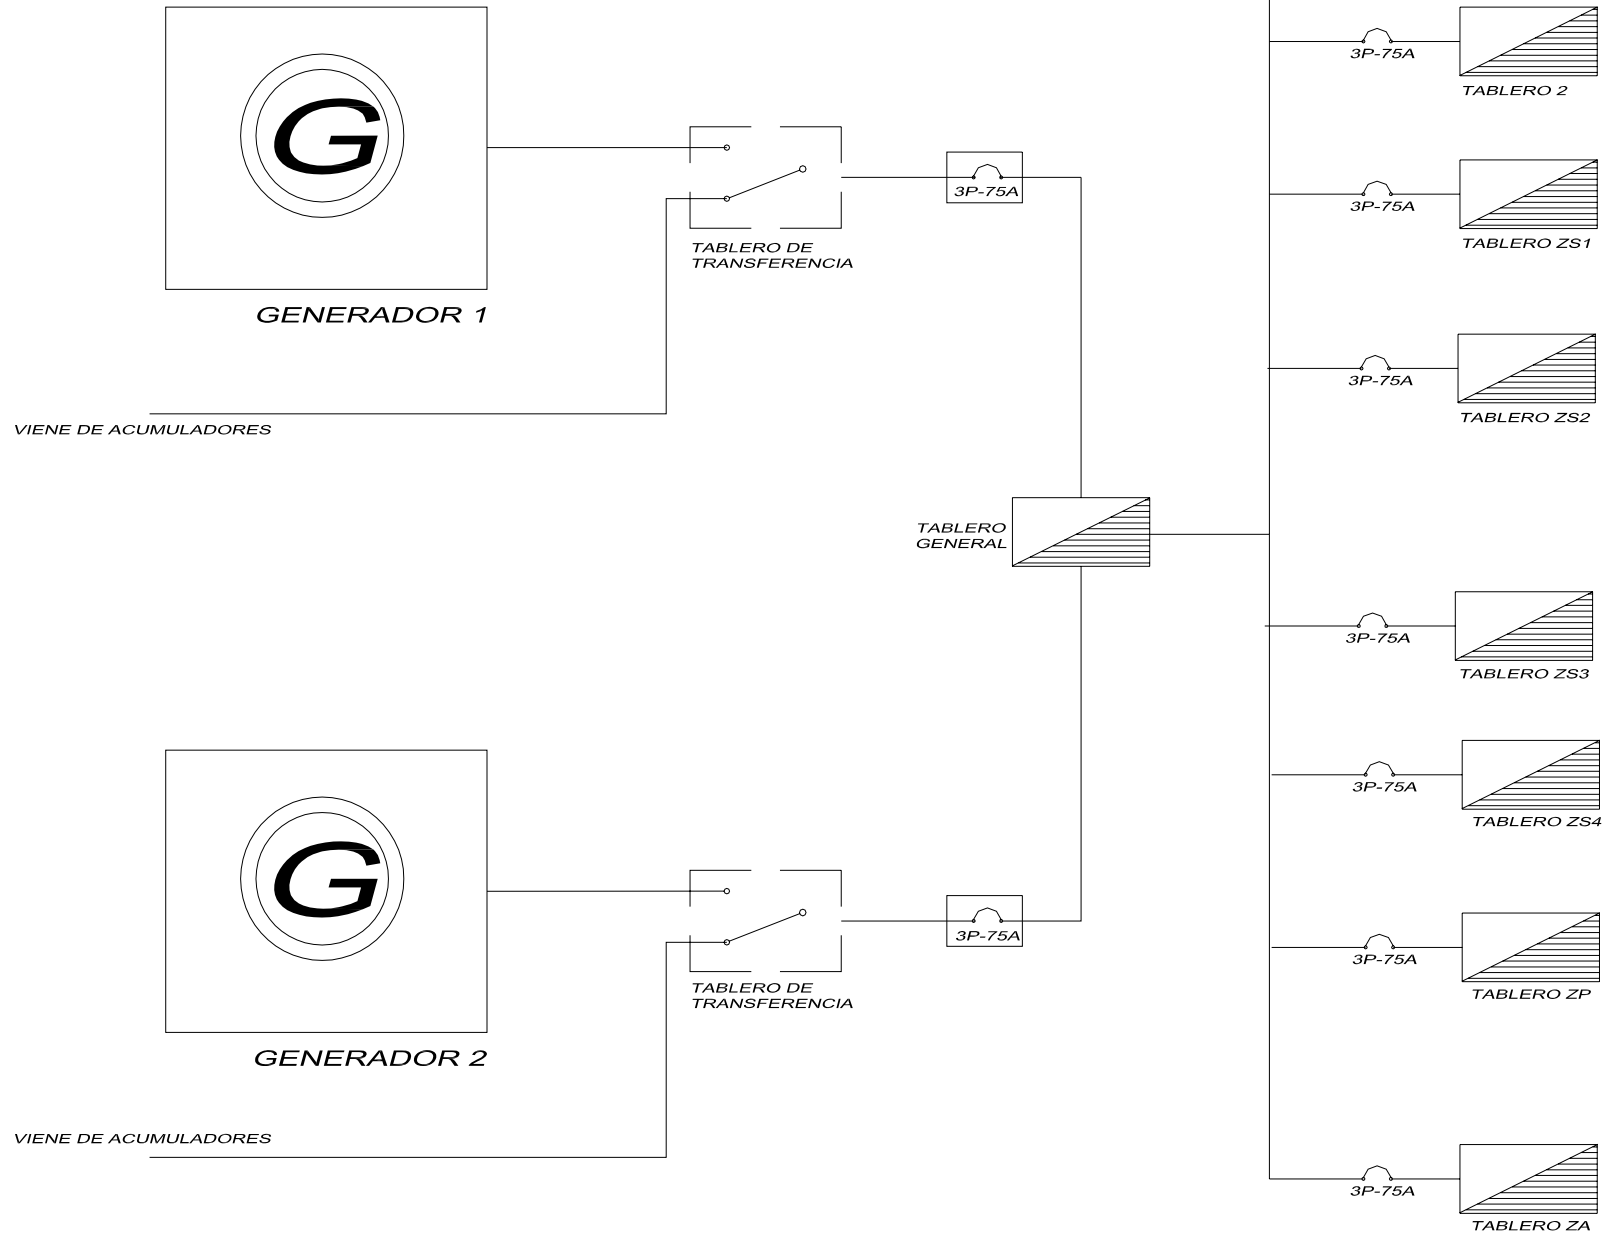 3P-75A
TABLERO 2
G
3P-75A
TABLERO DE
TRANSFERENCIA
3P-75A
TABLERO ZS1
GENERADOR 1
3P-75A
TABLERO ZS2
VIENE DE ACUMULADORES
TABLERO
GENERAL
3P-75A
TABLERO ZS3
3P-75A
TABLERO ZS4
G
3P-75A
TABLERO DE
TRANSFERENCIA
3P-75A
TABLERO ZP
GENERADOR 2
VIENE DE ACUMULADORES
3P-75A
TABLERO ZA